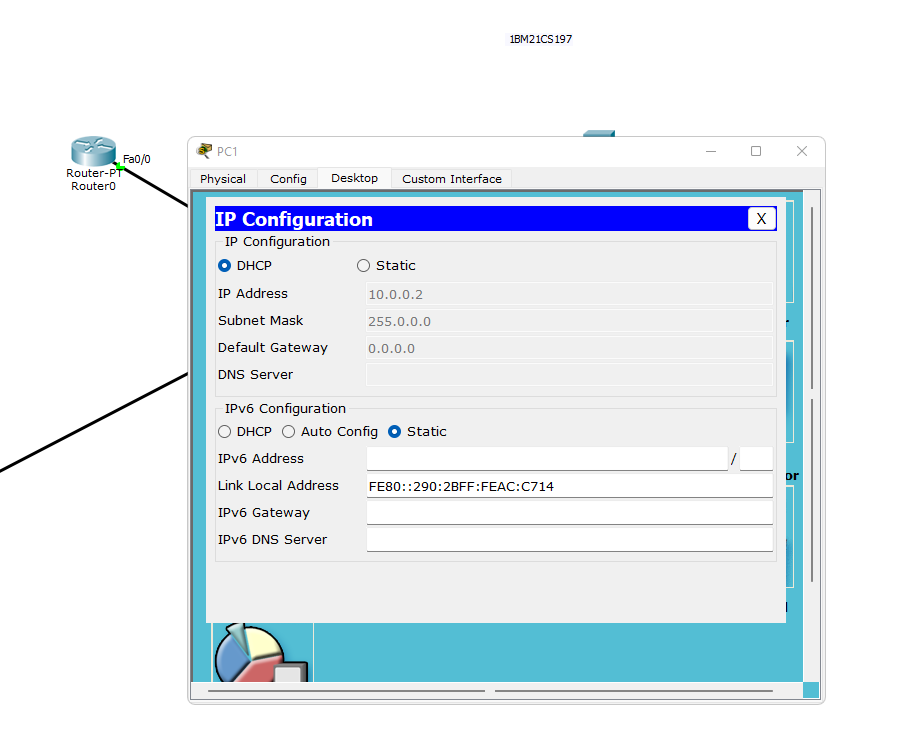 1BM21CS197
Fa0/0
Router-PT
Router0
PC1
Physical Config Desktop Custom Interface
IP Configuration X
IP Configuration
DHCP Static
IP Address 10.0.0.2
Subnet Mask 255.0.0.0
Default Gateway 0.0.0.0
DNS Server
IPv6 Configuration
DHCP Auto Config Static
IPv6 Address /
Link Local Address FE80::290:2BFF:FEAC:C714
IPv6 Gateway
IPv6 DNS Server